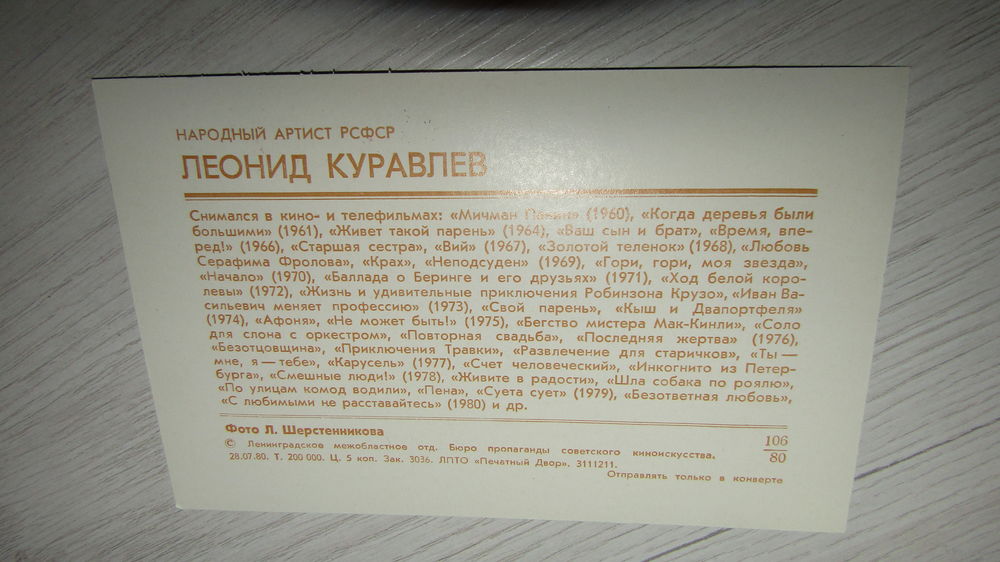 НАРОДНЫЙ АРТИСТ РСФСР
ЛЕОНИД КУРАВЛЕВ
Снимался в кино- и телефильмах: «Мичман Панин» (1960), «Когда деревья были
большими» (1961), «Живет такой парень» (1964), «Ваш сын и брат», «Время, впе-
ред!» (1966), «Старшая сестра», «Вий» (1967), «Золотой теленок» (1968), «Любовь
Серафима Фролова», «Крах», «Неподсуден» (1969), «Гори, гори, моя звезда»,
«Начало» (1970), «Баллада о Беринге и его друзьях» (1971), «Ход белой коро-
левы» (1972), «Жизнь и удивительные приключения Робинзона Крузо», «Иван Ва-
сильевич меняет профессию» (1973), «Свой парень», «Кыш и Двапортфеля»
(1974), «Афоня», «Не может быть!» (1975), «Бегство мистера Мак-Кинли», «Соло
для слона с оркестром», «Повторная свадьба», «Последняя жертва» (1976),
«Безотцовщина», «Приключения Травки», «Развлечение для старичков», «Ты —
мне, я — тебе», «Карусель» (1977), «Счет человеческий», «Инкогнито из Петер-
бурга», «Смешные люди!» (1978), «Живите в радости», «Шла собака по роялю»,
«По улицам комод водили», «Пена», «Суета сует» (1979), «Безответная любовь»,
«С любимыми не расставайтесь» (1980) и др.
Фото Л. Шерстенникова
© Ленинградское межобластное отд. Бюро пропаганды советского киноискусства.
28.07.80. Т. 200 000. Ц. 5 коп. Зак. 3036. ЛПТО «Печатный Двор». 3111211.
106
80
Отправлять только в конверте